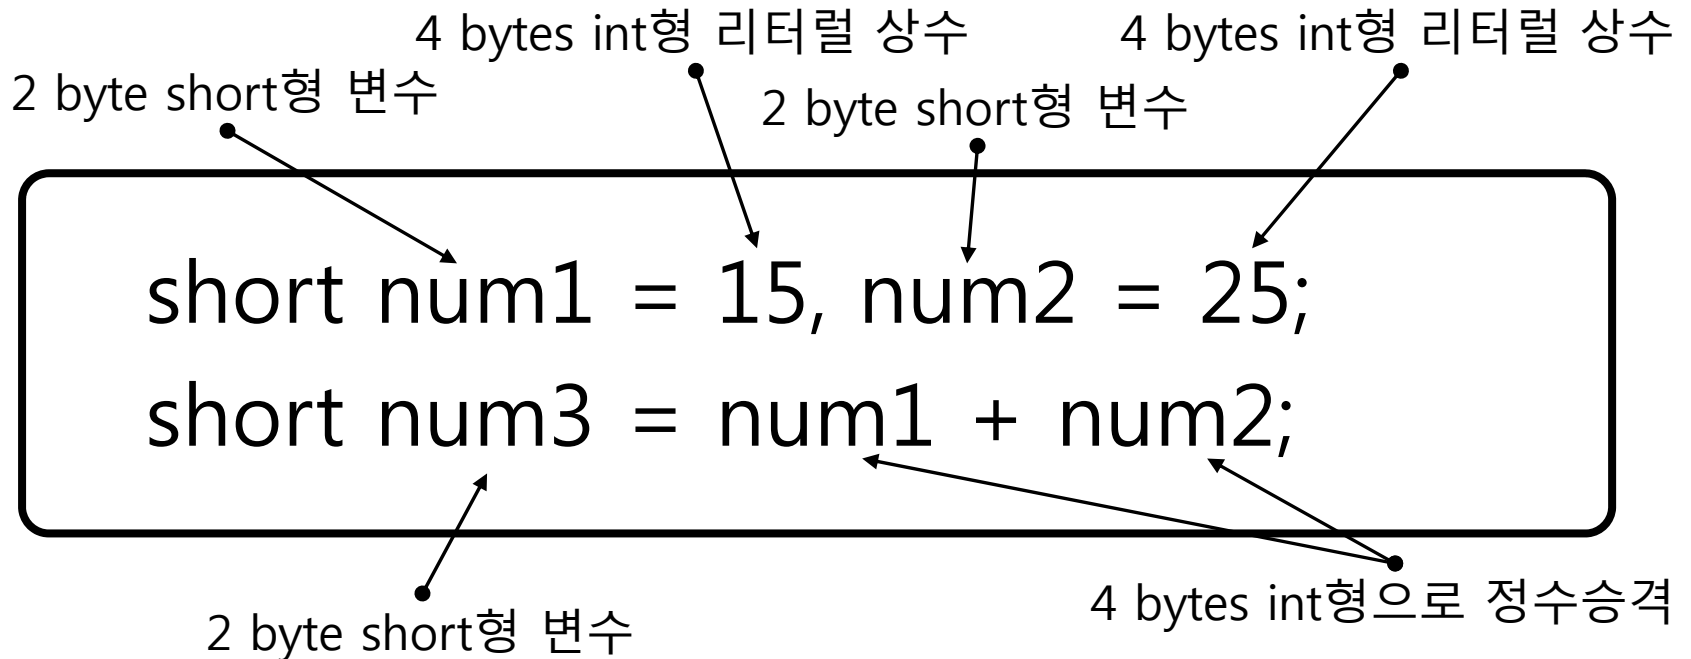 4 bytes int형 리터럴 상수
4 bytes int형 리터럴 상수
2 byte short형 변수
2 byte short형 변수
short num1 = 15, num2 = 25;
short num3 = num1 + num2;
4 bytes int형으로 정수승격
2 byte short형 변수